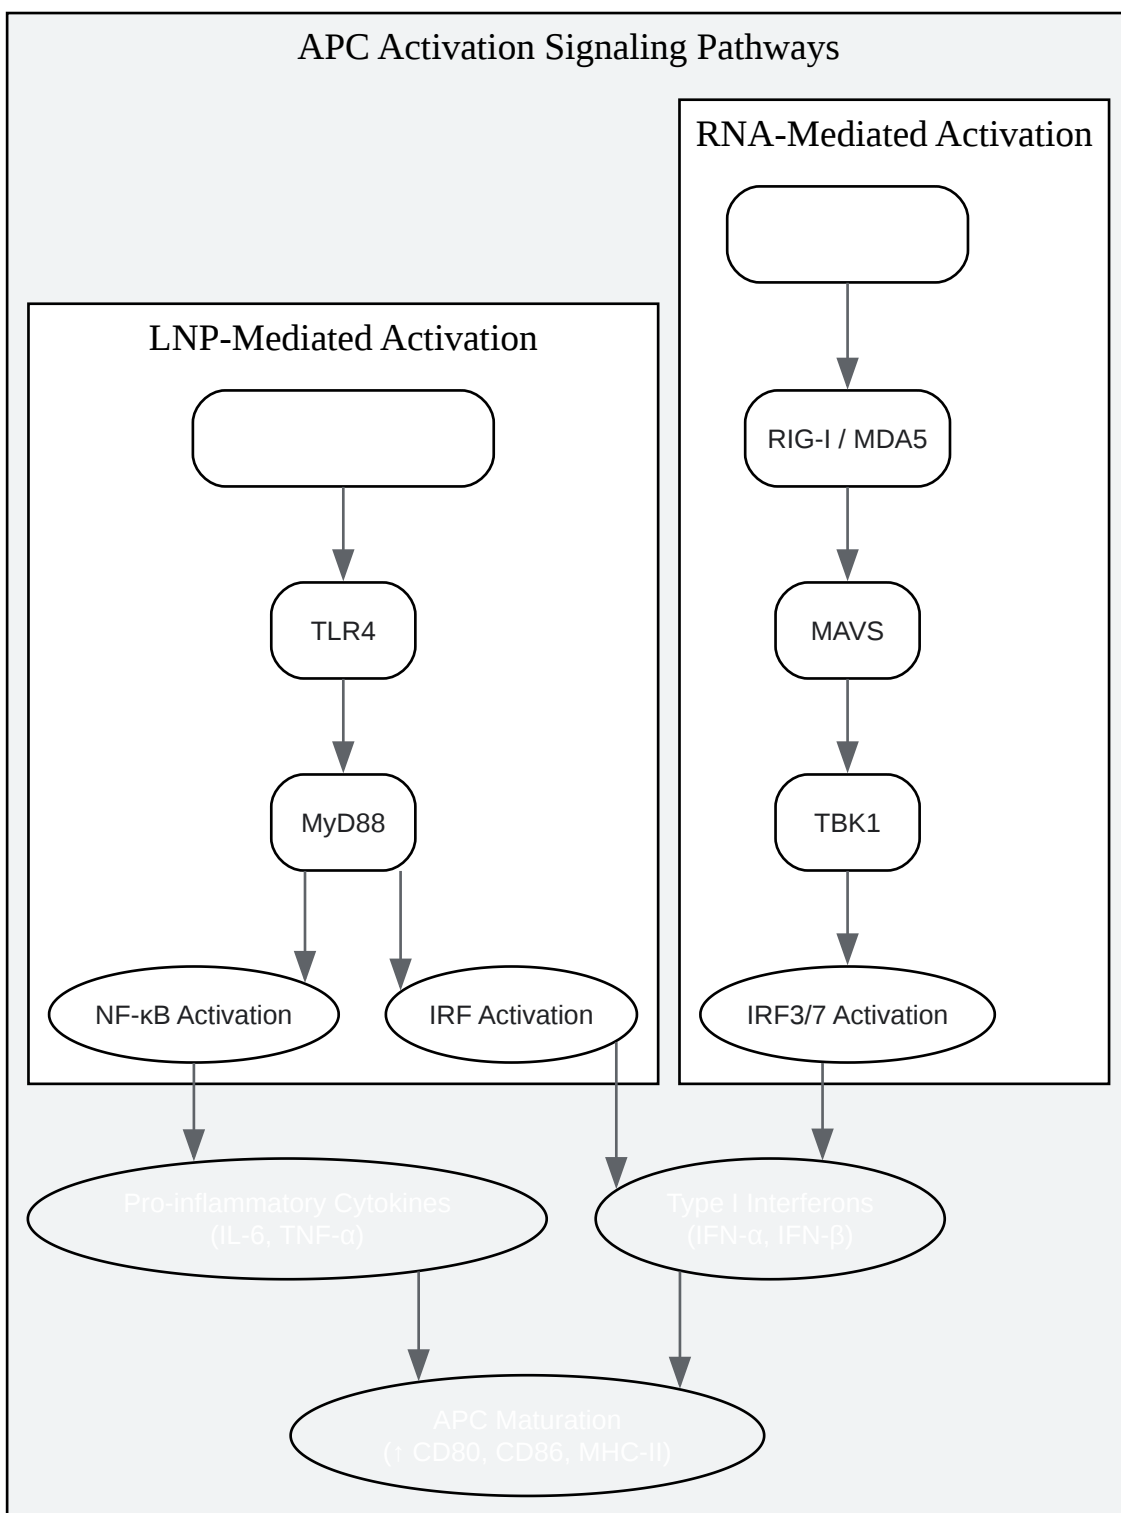 APC Activation Signaling Pathways
RNA-Mediated Activation
LNP-Mediated Activation
RIG-I / MDA5
TLR4
MAVS
MyD88
TBK1
NF-κB Activation
IRF Activation
IRF3/7 Activation
Pro-inflammatory Cytokines
(IL-6, TNF-α)
Type I Interferons
(IFN-α, IFN-β)
APC Maturation
(↑ CD80, CD86, MHC-II)